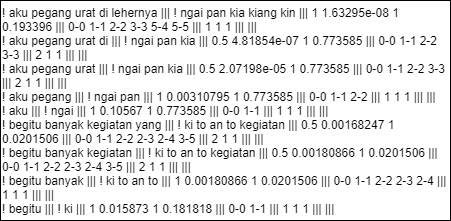 ! aku pegang urat di lehernya ||| ! ngai pan kia kiang kin ||| 1 1.63295e-08 1
0.193396 ||| 0-0 1-1 2-2 3-3 5-4 5-5 ||| 1 1 1 ||| |||
! aku pegang urat di ||| ! ngai pan kia ||| 0.5 4.81854e-07 1 0.773585 ||| 0-0 1-1 2-2
3-3 ||| 2 1 1 ||| |||
! aku pegang urat ||| ! ngai pan kia ||| 0.5 2.07198e-05 1 0.773585 ||| 0-0 1-1 2-2 3-3
||| 2 1 1 ||| |||
! aku pegang ||| ! ngai pan ||| 1 0.00310795 1 0.773585 ||| 0-0 1-1 2-2 ||| 1 1 1 ||| |||
! aku ||| ! ngai ||| 1 0.10567 1 0.773585 ||| 0-0 1-1 ||| 1 1 1 ||| |||
! begitu banyak kegiatan yang ||| ! ki to an to kegiatan ||| 0.5 0.00168247 1
0.0201506 ||| 0-0 1-1 2-2 2-3 2-4 3-5 ||| 2 1 1 ||| |||
! begitu banyak kegiatan ||| ! ki to an to kegiatan ||| 0.5 0.00180866 1 0.0201506 |||
0-0 1-1 2-2 2-3 2-4 3-5 ||| 2 1 1 ||| |||
! begitu banyak ||| ! ki to an to ||| 1 0.00180866 1 0.0201506 ||| 0-0 1-1 2-2 2-3 2-4 |||
1 1 1 ||| |||
! begitu ||| ! ki ||| 1 0.015873 1 0.181818 ||| 0-0 1-1 ||| 1 1 1 ||| |||